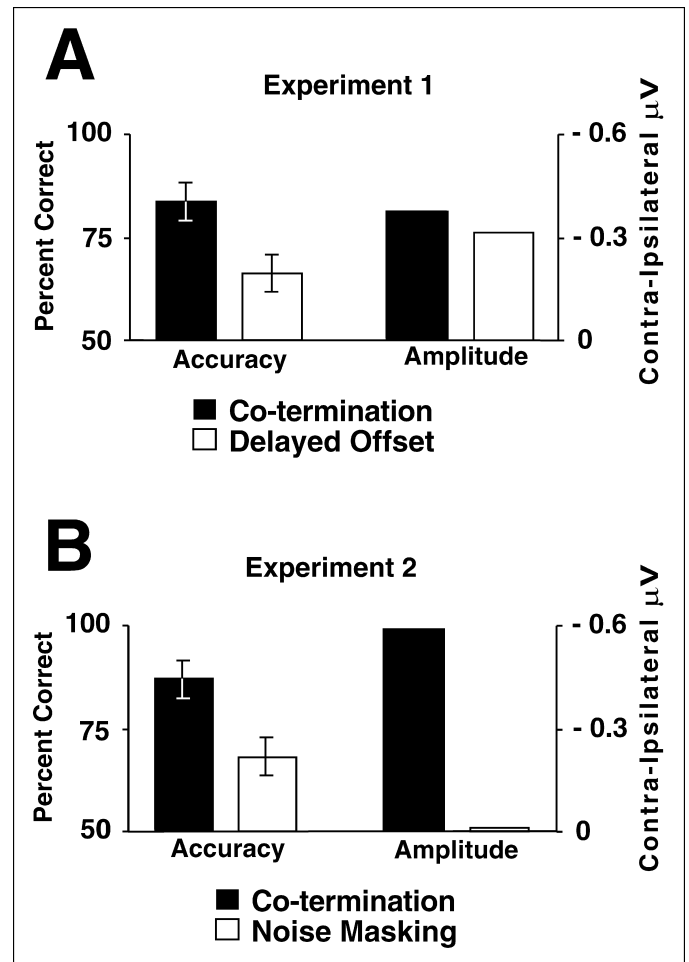 A
Experiment 1
Percent Correct
100
75
50
- 0.6
- 0.3
0
Contra-Ipsilateral μV
Accuracy
Amplitude
Co-termination
Delayed Offset
B
Experiment 2
Percent Correct
100
75
50
- 0.6
- 0.3
0
Contra-Ipsilateral μV
Accuracy
Amplitude
Co-termination
Noise Masking